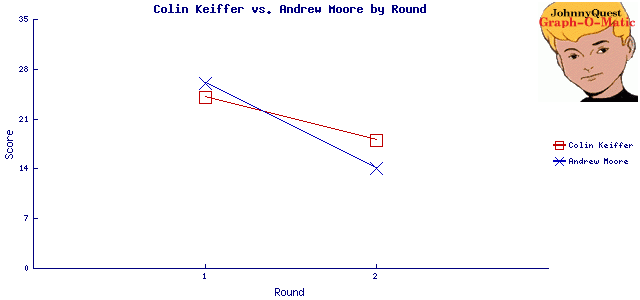 Colin Keiffer vs. Andrew Moore by Round
JohnnyQuest
Graph-O-Matic
35
28
21
14
7
0
Score
1
2
Round
Colin Keiffer
Andrew Moore